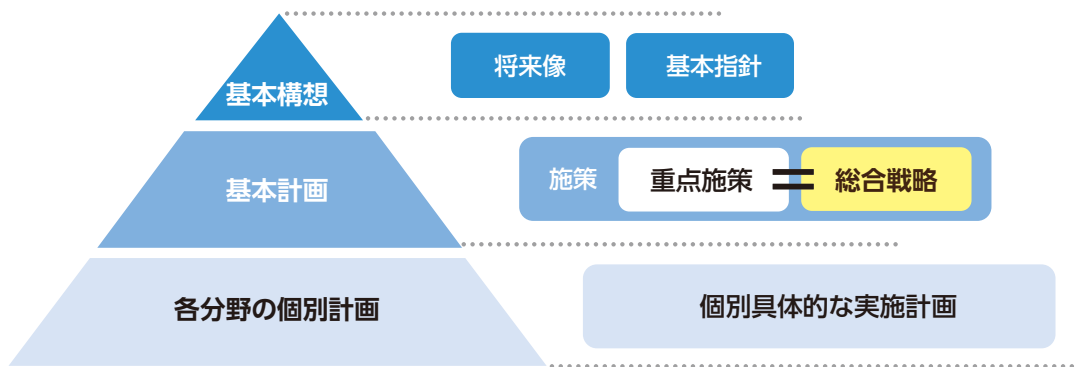 基本構想
将来像
基本指針
基本計画
施策
重点施策
=
総合戦略
各分野の個別計画
個別具体的な実施計画